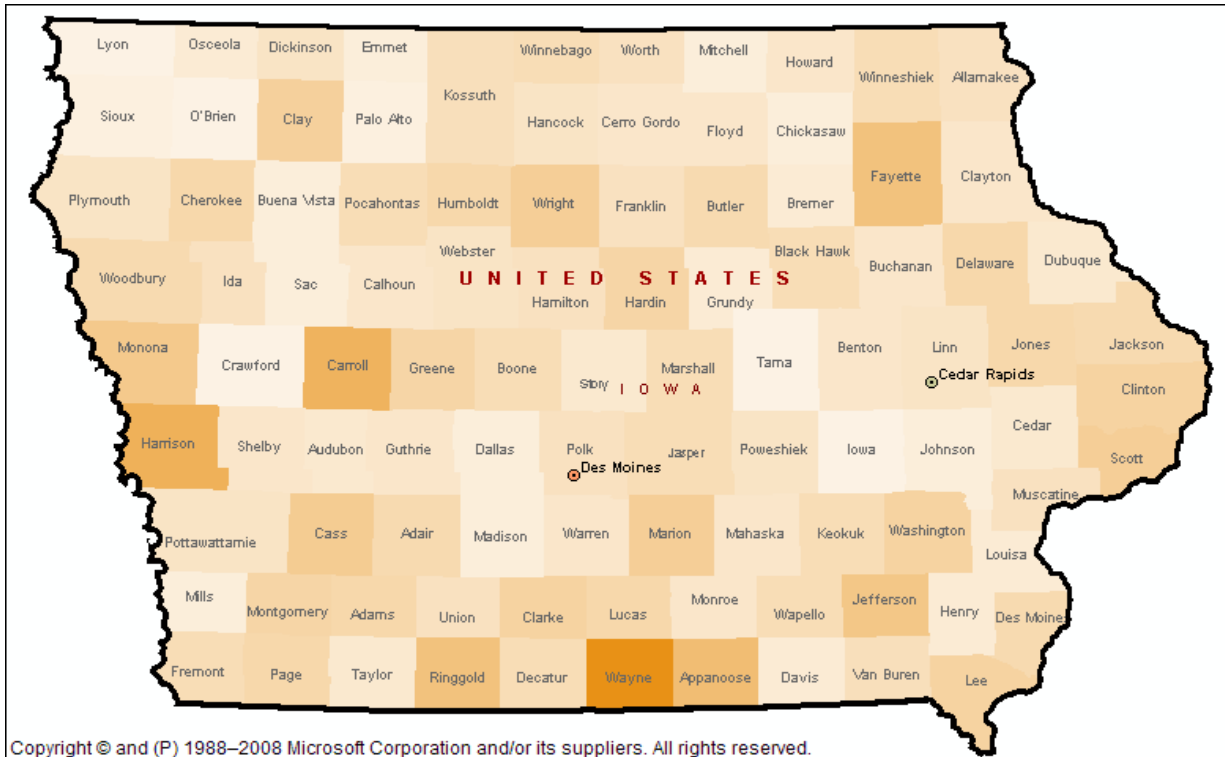 Lyon
Osceola
Dickinson
Emmet
Kossuth
Winnebago
Worth
Mitchell
Howard
Winneshiek
Allamakee
Sioux
O'Brien
Clay
Palo Alto
Hancock
Cerro Gordo
Floyd
Chickasaw
Fayette
Clayton
Plymouth
Cherokee
Buena Vista
Pocahontas
Humboldt
Wright
Franklin
Butler
Bremer
Webster
Black Hawk
Buchanan
Delaware
Dubuque
Woodbury
Ida
Sac
Calhoun
UNITED STATES
Hamilton
Hardin
Grundy
Monona
Crawford
Carroll
Greene
Boone
Story
Marshall
IOWA
Tama
Benton
Linn
Jones
Jackson
Cedar Rapids
Clinton
Harrison
Shelby
Audubon
Guthrie
Dallas
Polk
Des Moines
Jasper
Poweshiek
Iowa
Johnson
Cedar
Scott
Muscatine
Pottawattamie
Cass
Adair
Madison
Warren
Marion
Mahaska
Keokuk
Washington
Louisa
Mills
Montgomery
Adams
Union
Clarke
Lucas
Monroe
Wapello
Jefferson
Henry
Des Moines
Fremont
Page
Taylor
Ringgold
Decatur
Wayne
Appanoose
Davis
Van Buren
Lee
Copyright © and (P) 1988–2008 Microsoft Corporation and/or its suppliers. All rights reserved.